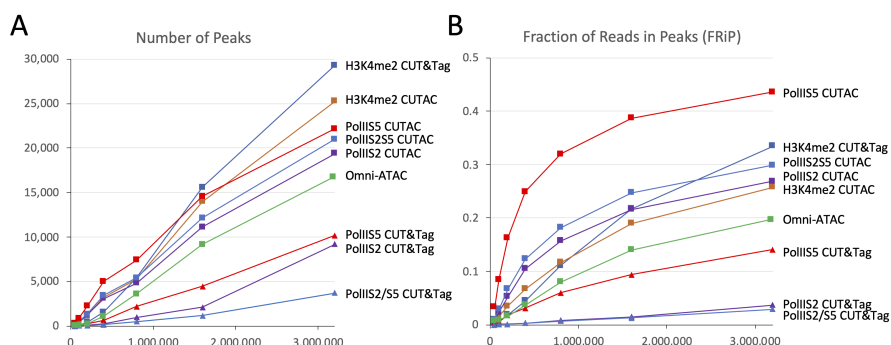 A
Number of Peaks
30,000
25,000
20,000
15,000
10,000
5,000
0
0
1.000.000
2.000.000
3.000.000
H3K4me2 CUT&Tag
H3K4me2 CUTAC
PolIIS5 CUTAC
PolIIS2S5 CUTAC
PolIIS2 CUTAC
Omni-ATAC
PolIIS5 CUT&Tag
PolIIS2 CUT&Tag
PolIIS2/S5 CUT&Tag
B
Fraction of Reads in Peaks (FRiP)
0.5
0.4
0.3
0.2
0.1
0
0
1.000.000
2.000.000
3.000.000
PolIIS5 CUTAC
H3K4me2 CUT&Tag
PolIIS2S5 CUTAC
PolIIS2 CUTAC
H3K4me2 CUTAC
Omni-ATAC
PolIIS5 CUT&Tag
PolIIS2 CUT&Tag
PolIIS2/S5 CUT&Tag